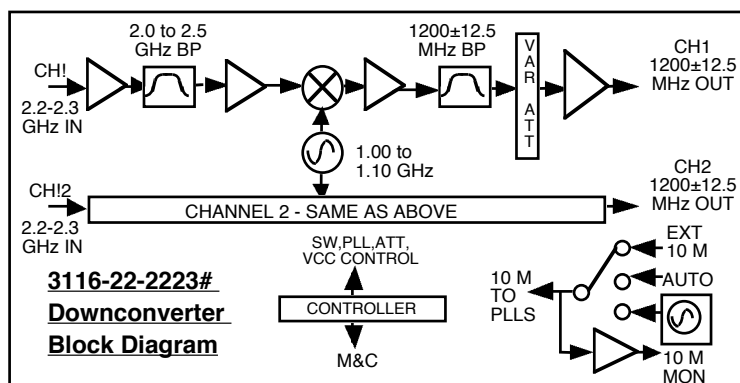 2.0 to 2.5
GHz BP
1200±12.5
MHz BP
VAR ATT
CH!
2.2-2.3
GHz IN
CH1
1200±12.5
MHz OUT
1.00 to
1.10 GHz
CH!2
2.2-2.3
GHz IN
CHANNEL 2 - SAME AS ABOVE
CH2
1200±12.5
MHz OUT
SW,PLL,ATT,
VCC CONTROL
CONTROLLER
M&C
3116-22-2223#
Downconverter
Block Diagram
EXT
10 M
AUTO
10 M
TO
PLLS
10 M
MON